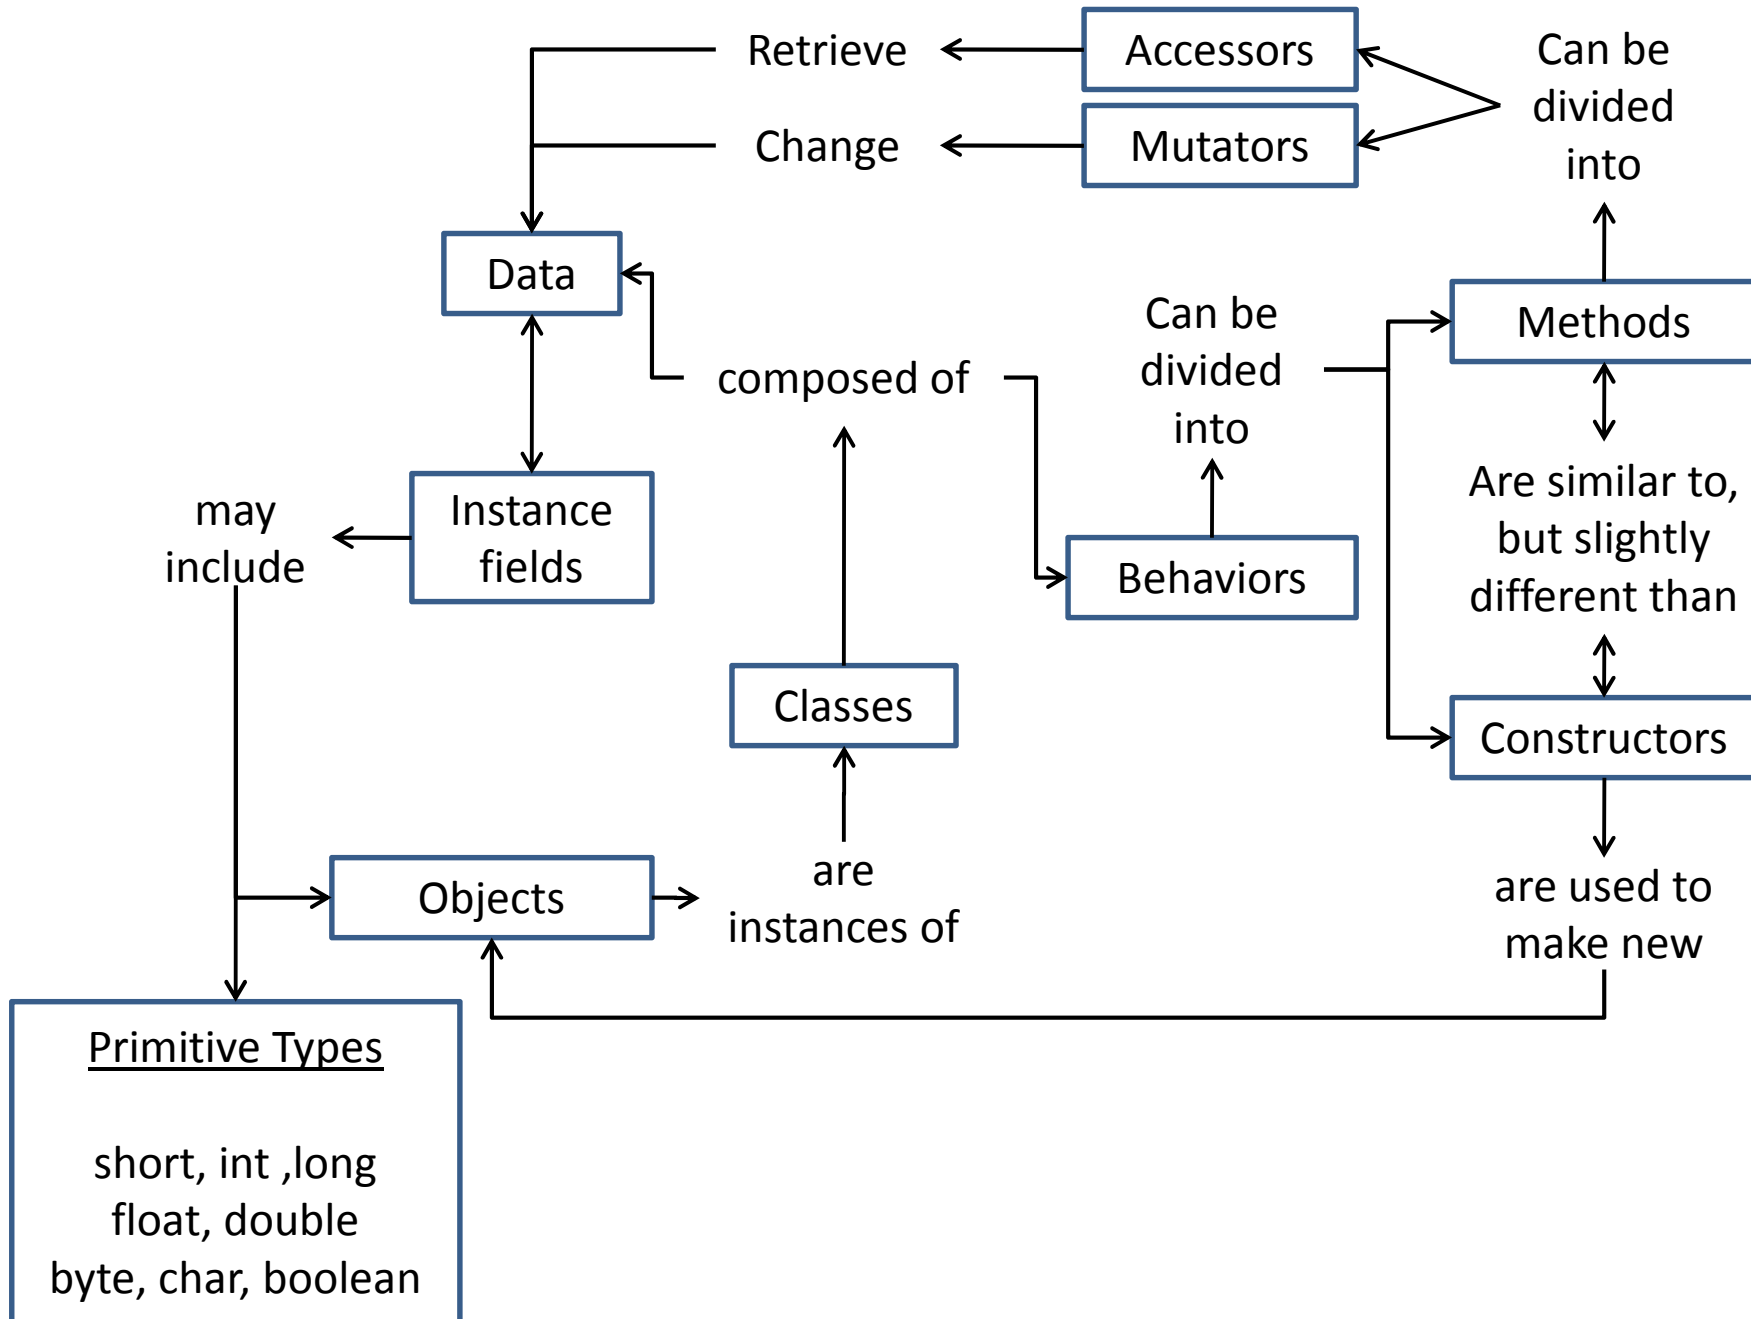 Retrieve
Accessors
Can be
divided
into
Change
Mutators
Data
Can be
divided
into
Methods
composed of
may
include
Instance
fields
Behaviors
Are similar to,
but slightly
different than
Classes
Constructors
Objects
are
instances of
are used to
make new
Primitive Types
short, int ,long
float, double
byte, char, boolean